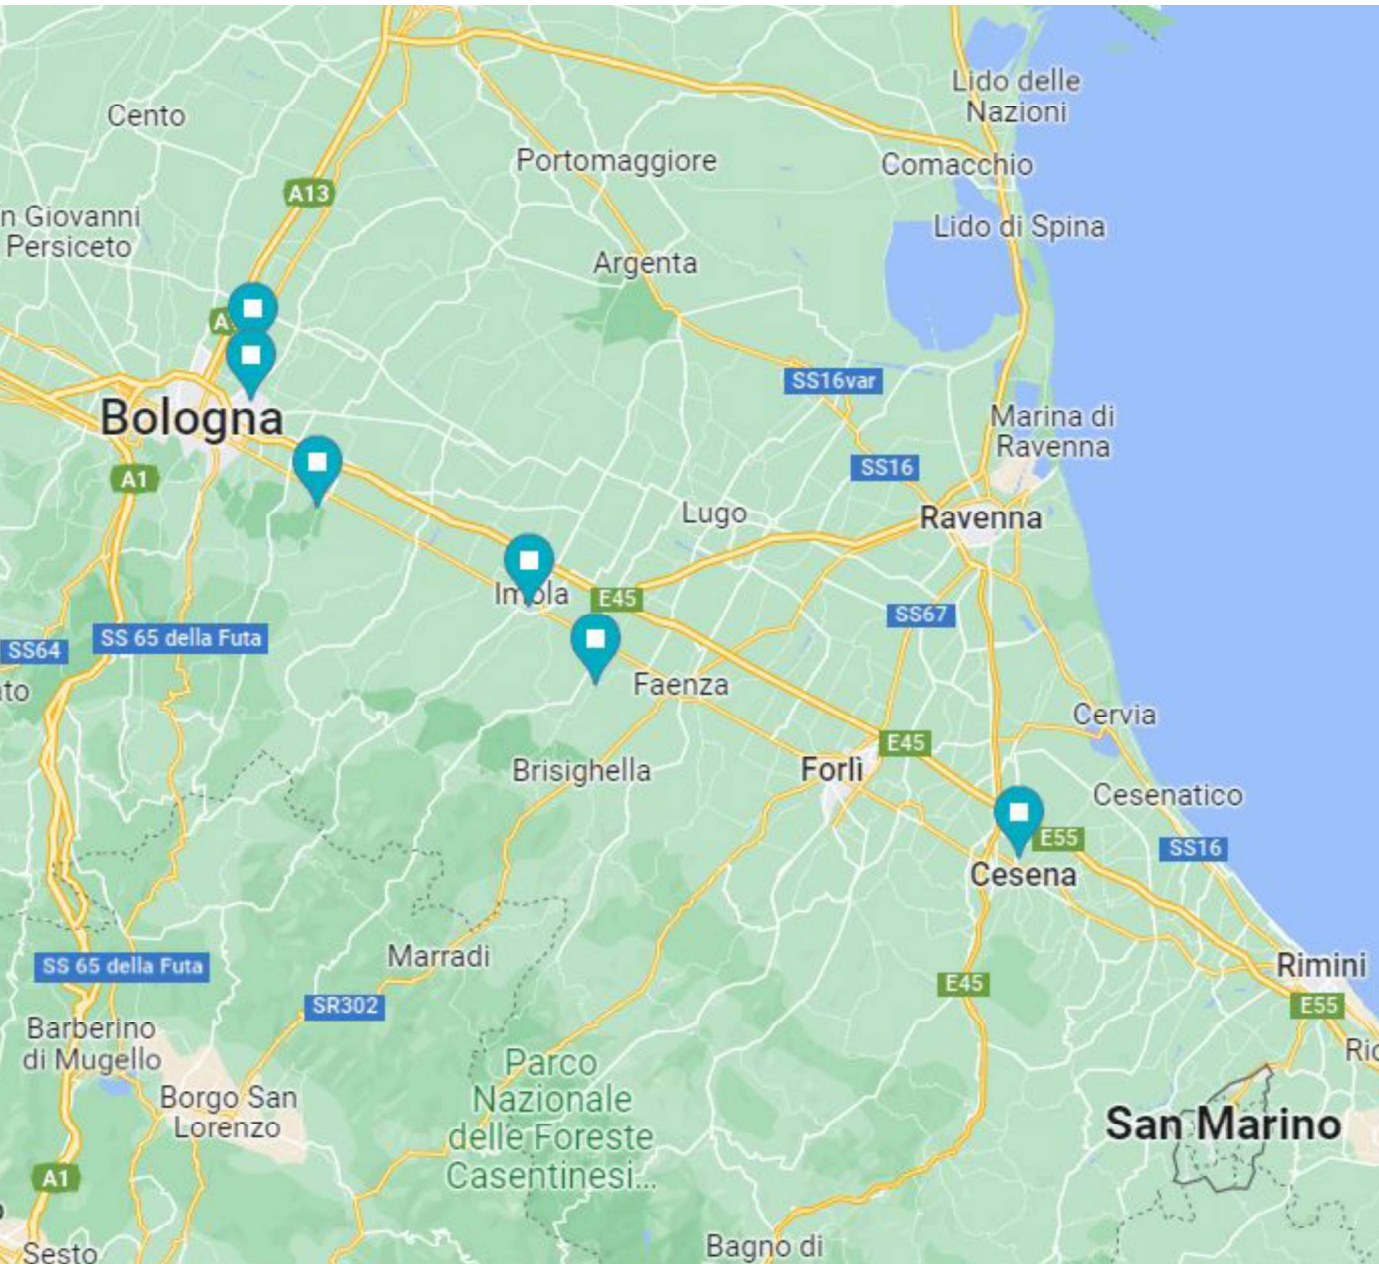 Lido delle
Nazioni
Cento
Portomaggiore
Comacchio
A13
n Giovanni
Persiceto
Lido di Spina
Argenta
SS16var
Bologna
Marina di
Ravenna
SS16
A1
Lugo
Ravenna
Imola
E45
SS67
SS 65 della Futa
SS64
ato
Faenza
Cervia
E45
Brisighella
Forlì
Cesenatico
E55
SS16
Cesena
Marradi
SS 65 della Futa
Rimini
E45
SR302
E55
Barberino
di Mugello
Ric
Parco
Nazionale
delle Foreste
Casentinesi...
Borgo San
Lorenzo
San Marino
A1
Sesto
Bagno di